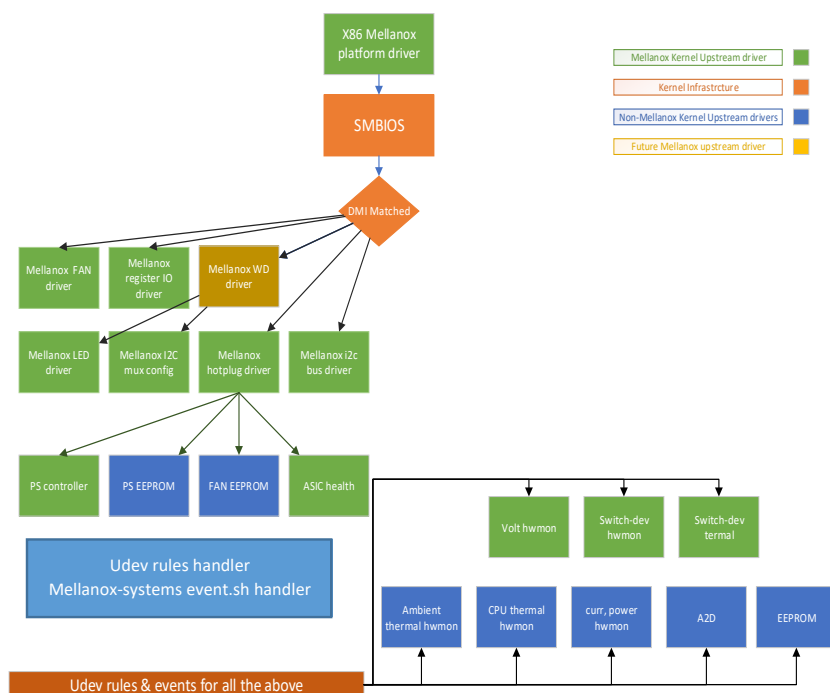 X86 Mellanox
platform driver
SMBIOS
DMI Matched
Mellanox Kernel Upstream driver
Kernel Infrastrcture
Non-Mellanox Kernel Upstream drivers
Future Mellanox upstream driver
Mellanox FAN
driver
Mellanox
register IO
driver
Mellanox WD
driver
Mellanox LED
driver
Mellanox I2C
mux config
Mellanox
hotplug driver
Mellanox i2c
bus driver
PS controller
PS EEPROM
FAN EEPROM
ASIC health
Volt hwmon
Switch-dev
hwmon
Switch-dev
termal
Udev rules handler
Mellanox-systems event.sh handler
Ambient
thermal hwmon
CPU thermal
hwmon
curr, power
hwmon
A2D
EEPROM
Udev rules & events for all the above